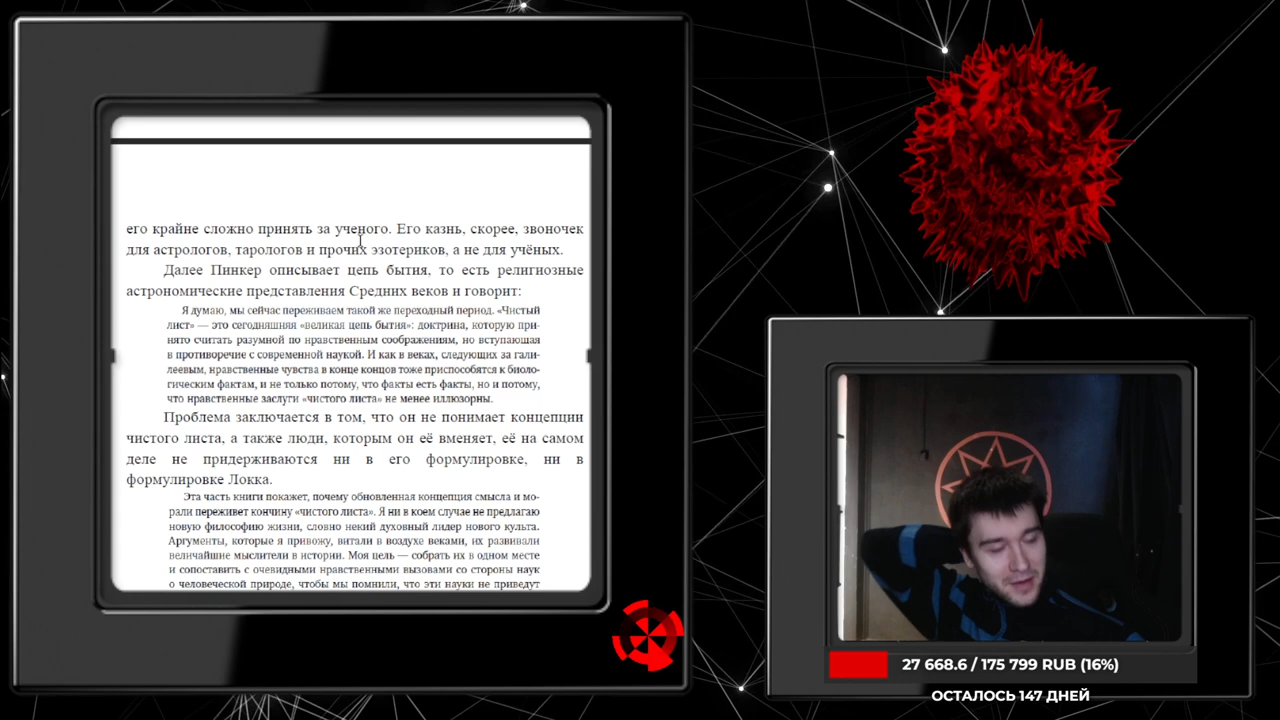 его крайне сложно принять за ученого. Его казнь, скорее, звоночек
для астрологов, тарологов и прочих эзотериков, а не для учёных.
Далее Пинкер описывает цепь бытия, то есть религиозные
астрономические представления Средних веков и говорит:
Я думаю, мы сейчас переживаем такой же переходный период. «Чистый
лист» — это сегодняшняя «великая цепь бытия»: доктрина, которую при-
нято считать разумной по нравственным соображениям, но вступающая
в противоречие с современной наукой. И как в веках, следующих за гали-
леевым, нравственные чувства в конце концов тоже приспособятся к биоло-
гическим фактам, и не только потому, что факты есть факты, но и потому,
что нравственные заслуги «чистого листа» не менее иллюзорны.
Проблема заключается в том, что он не понимает концепции
чистого листа, а также люди, которым он её вменяет, её на самом
деле не придерживаются ни в его формулировке, ни в
формулировке Локка.
Эта часть книги покажет, почему обновленная концепция смысла и мо-
рали переживет кончину «чистого листа». Я ни в коем случае не предлагаю
новую философию жизни, словно некий духовный лидер нового культа.
Аргументы, которые я привожу, витали в воздухе веками, их развивали
величайшие мыслители в истории. Моя цель — собрать их в одном месте
и сопоставить с очевидными нравственными вызовами со стороны наук
о человеческой природе, чтобы мы помнили, что эти науки не приведут
27 668.6 / 175 799 RUB (16%)
ОСТАЛОСЬ 147 ДНЕЙ